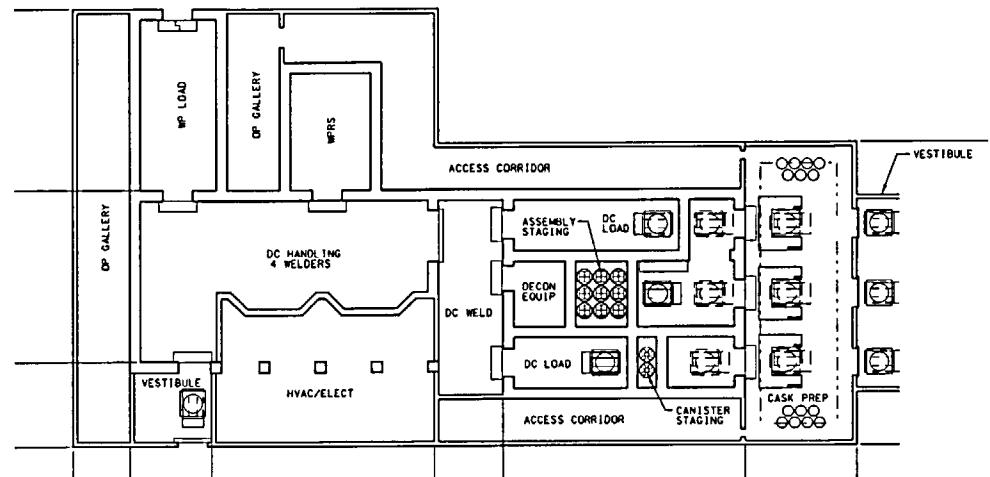 OP GALLERY
WP LOAD
OP GALLERY
WPRS
ACCESS CORRIDOR
VESTIBULE
ASSEMBLY
STAGING
DC
LOAD
DC HANDLING
4 WELDERS
DECON
EQUIP
DC WELD
DC LOAD
VESTIBULE
HVAC/ELECT
CASK PREP
ACCESS CORRIDOR
CANISTER
STAGING